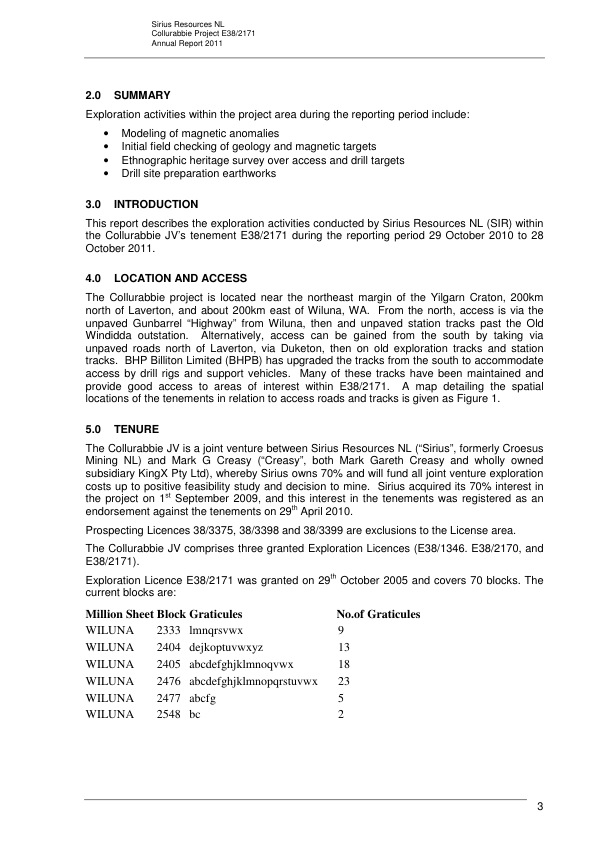 Sirius Resources NL
Collurabbie Project E38/2171
Annual Report 2011
2.0 SUMMARY
Exploration activities within the project area during the reporting period include:
• Modeling of magnetic anomalies
• Initial field checking of geology and magnetic targets
• Ethnographic heritage survey over access and drill targets
• Drill site preparation earthworks
3.0 INTRODUCTION
This report describes the exploration activities conducted by Sirius Resources NL (SIR) within
the Collurabbie JV's tenement E38/2171 during the reporting period 29 October 2010 to 28
October 2011.
4.0 LOCATION AND ACCESS
The Collurabbie project is located near the northeast margin of the Yilgarn Craton, 200km
north of Laverton, and about 200km east of Wiluna, WA. From the north, access is via the
unpaved Gunbarrel “Highway” from Wiluna, then and unpaved station tracks past the Old
Windidda outstation. Alternatively, access can be gained from the south by taking via
unpaved roads north of Laverton, via Duketon, then on old exploration tracks and station
tracks. BHP Billiton Limited (BHPB) has upgraded the tracks from the south to accommodate
access by drill rigs and support vehicles. Many of these tracks have been maintained and
provide good access to areas of interest within E38/2171. A map detailing the spatial
locations of the tenements in relation to access roads and tracks is given as Figure 1.
5.0 TENURE
The Collurabbie JV is a joint venture between Sirius Resources NL (“Sirius”, formerly Croesus
Mining NL) and Mark G Creasy (“Creasy”, both Mark Gareth Creasy and wholly owned
subsidiary KingX Pty Ltd), whereby Sirius owns 70% and will fund all joint venture exploration
costs up to positive feasibility study and decision to mine. Sirius acquired its 70% interest in
the project on 1st September 2009, and this interest in the tenements was registered as an
endorsement against the tenements on 29th April 2010.
Prospecting Licences 38/3375, 38/3398 and 38/3399 are exclusions to the License area.
The Collurabbie JV comprises three granted Exploration Licences (E38/1346. E38/2170, and
E38/2171).
Exploration Licence E38/2171 was granted on 29th October 2005 and covers 70 blocks. The
current blocks are:
Million Sheet Block Graticules No.of Graticules
WILUNA 2333 lmnqrsvwx 9
WILUNA 2404 dejkoptuvwxyz 13
WILUNA 2405 abcdefghjklmnoqvwx 18
WILUNA 2476 abcdefghjklmnopqrstuvwx 23
WILUNA 2477 abcfg 5
WILUNA 2548 bc 2
3